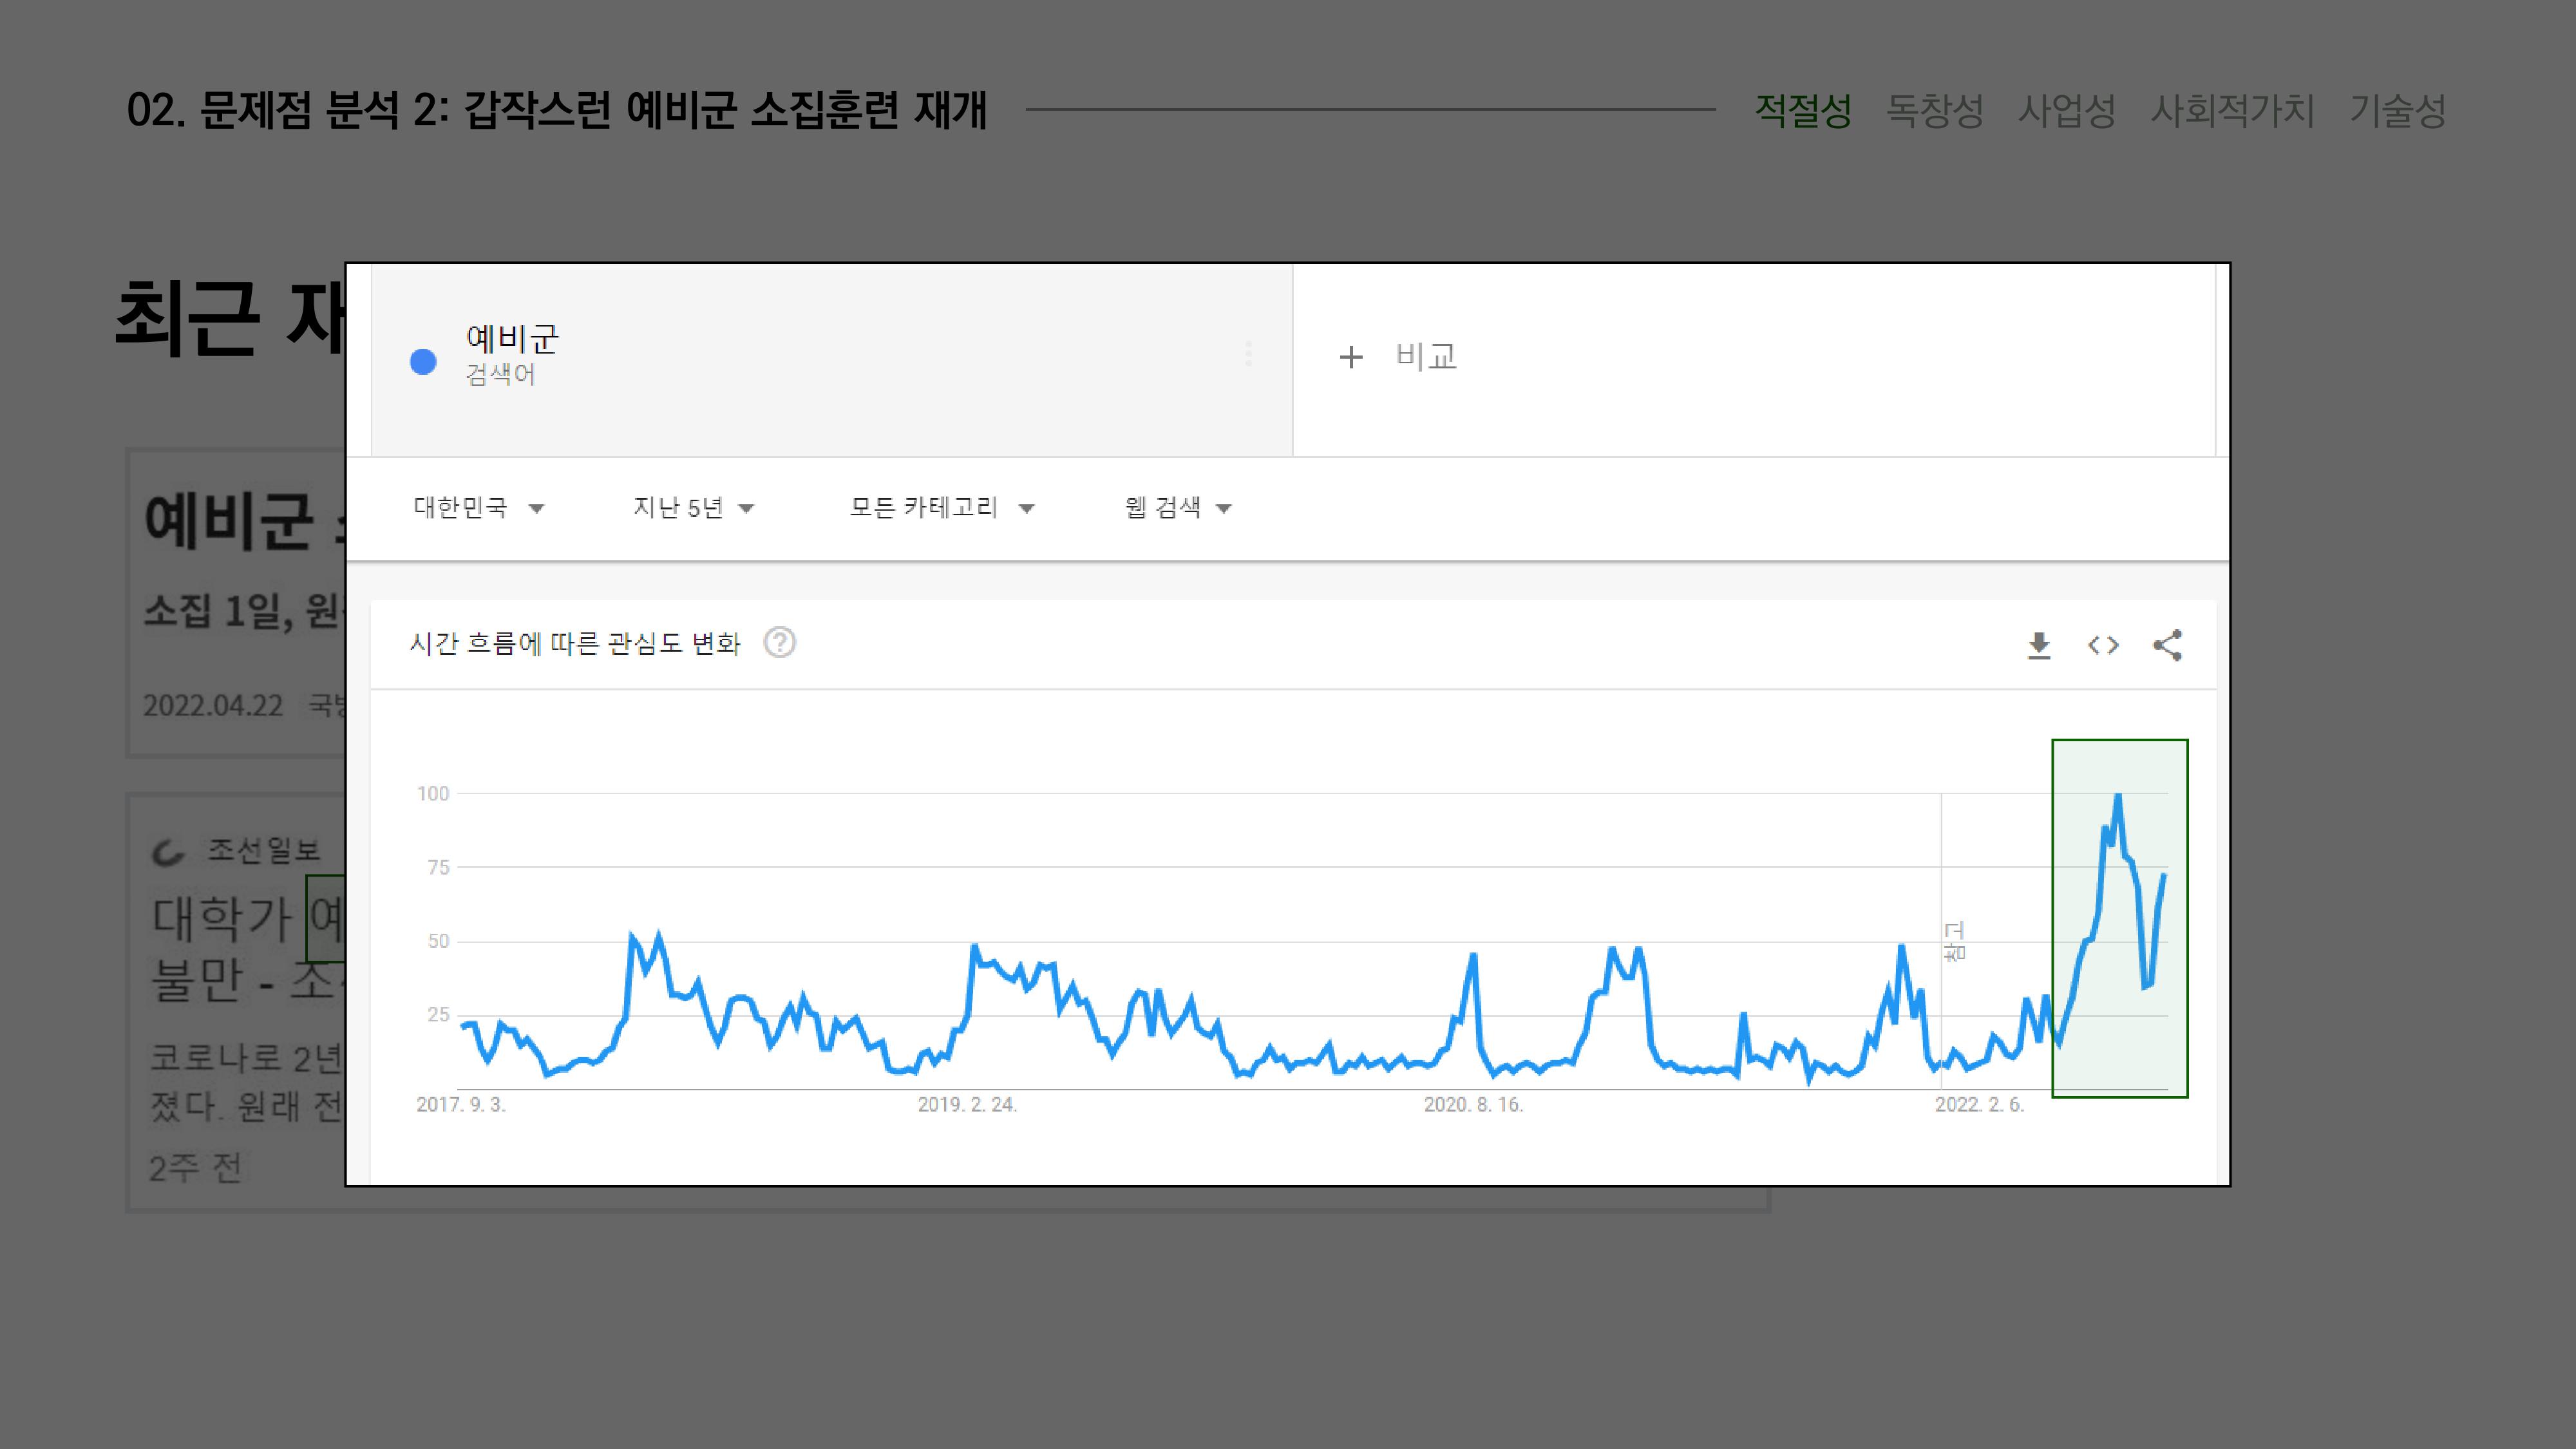 02. 문제점 분석 2: 갑작스런 예비군 소집훈련 재개
적절성 독창성 사업성 사회적가치 기술성
최근 재
예비군
소집 1일, 원
2022.04.22
조선일보
대학가 예
불만 - 조
코로나로 2년
졌다. 원래 전
2주 전
예비군
검색어
+ 비교
대한민국
지난 5년
모든 카테고리
웹 검색
시간 흐름에 따른 관심도 변화
100
75
50
25
참고
2017. 9. 3.
2019. 2. 24.
2020. 8. 16.
2022. 2. 6.